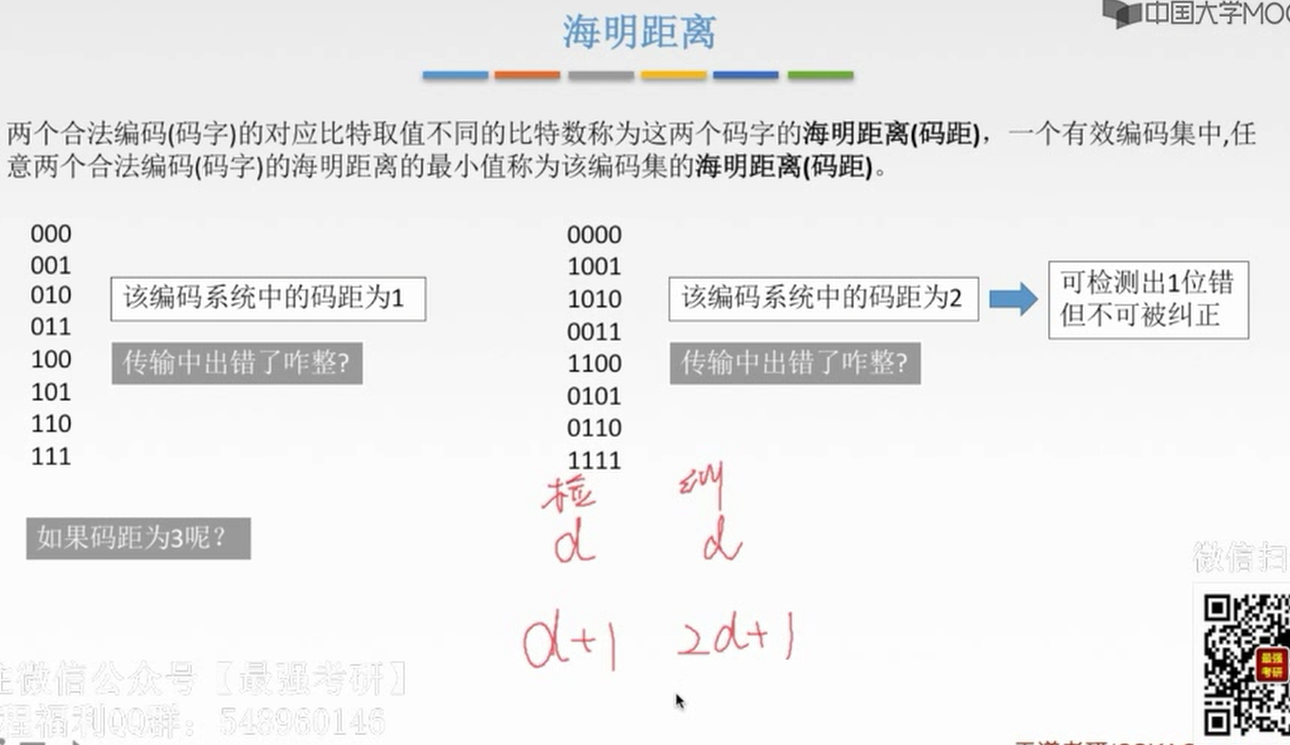 海明距离
中国大学MOO
两个合法编码(码字)的对应比特取值不同的比特数称为这两个码字的海明距离(码距)，一个有效编码集中,任
意两个合法编码(码字)的海明距离的最小值称为该编码集的海明距离(码距)。
000
001
010
011
100
101
110
111
该编码系统中的码距为1
传输中出错了咋整?
0000
1001
1010
0011
1100
0101
0110
1111
该编码系统中的码距为2
传输中出错了咋整?
可检测出1位错
但不可被纠正
如果码距为3呢？
检 纠
d d
d+1 2d+1
微信扫
最强
考研
注微信公众号【最强考研】
程福利QQ群：548980146